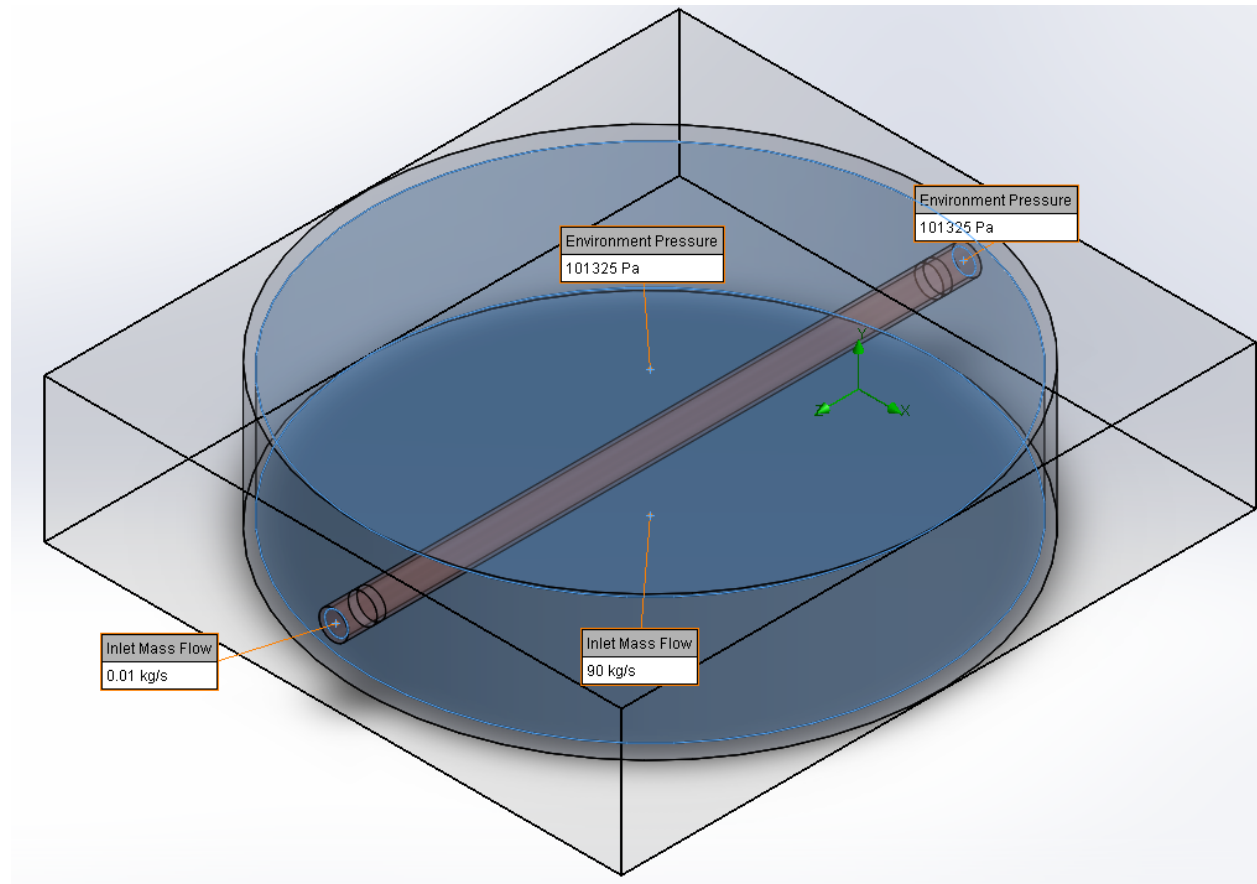 Environment Pressure
101325 Pa
Environment Pressure
101325 Pa
Y
Z
X
Inlet Mass Flow
0.01 kg/s
Inlet Mass Flow
90 kg/s